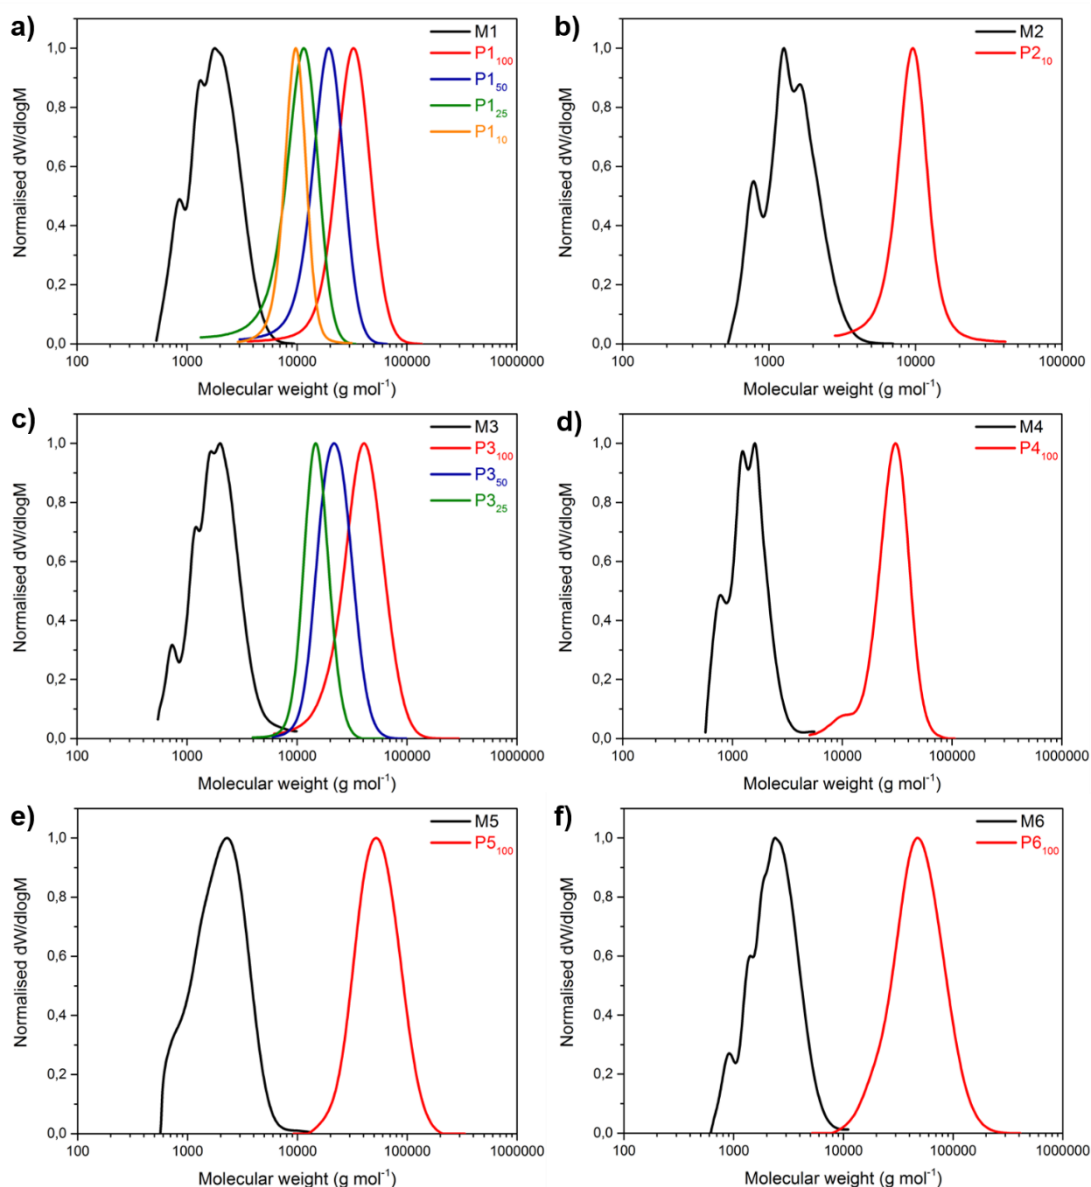 a)
M1
P1₁₀₀
P1₅₀
P1₂₅
P1₁₀
1,0
0,8
0,6
0,4
0,2
0,0
Normalised dW/dlogM
100 1000 10000 100000 1000000
Molecular weight (g mol⁻¹)
b)
M2
P2₁₀
1,0
0,8
0,6
0,4
0,2
0,0
Normalised dW/dlogM
100 1000 10000 100000
Molecular weight (g mol⁻¹)
c)
M3
P3₁₀₀
P3₅₀
P3₂₅
1,0
0,8
0,6
0,4
0,2
0,0
Normalised dW/dlogM
100 1000 10000 100000 1000000
Molecular weight (g mol⁻¹)
d)
M4
P4₁₀₀
1,0
0,8
0,6
0,4
0,2
0,0
Normalised dW/dlogM
100 1000 10000 100000 1000000
Molecular weight (g mol⁻¹)
e)
M5
P5₁₀₀
1,0
0,8
0,6
0,4
0,2
0,0
Normalised dW/dlogM
100 1000 10000 100000 1000000
Molecular weight (g mol⁻¹)
f)
M6
P6₁₀₀
1,0
0,8
0,6
0,4
0,2
0,0
Normalised dW/dlogM
100 1000 10000 100000 1000000
Molecular weight (g mol⁻¹)